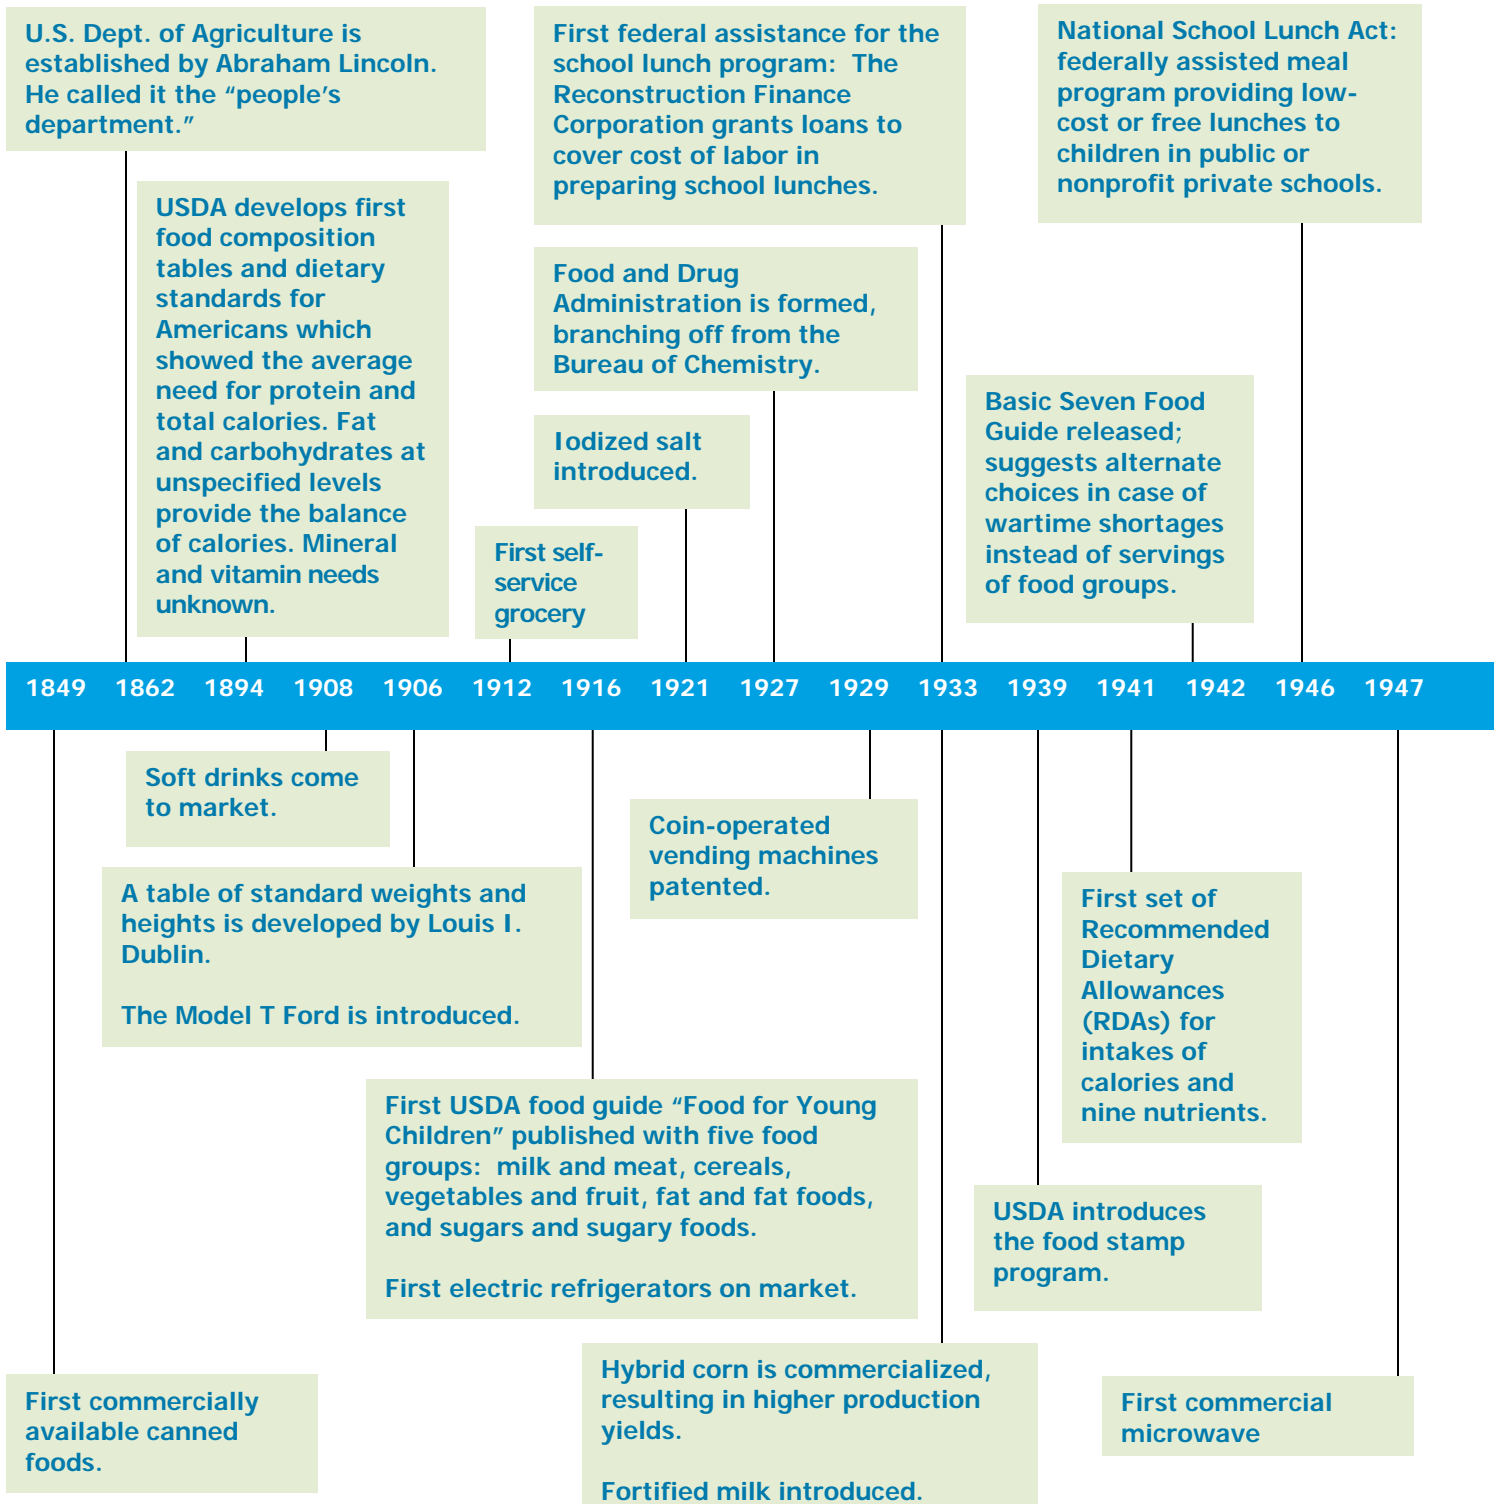 U.S. Dept. of Agriculture is
established by Abraham Lincoln.
He called it the “people’s
department.”
First federal assistance for the
school lunch program:  The
Reconstruction Finance
Corporation grants loans to
cover cost of labor in
preparing school lunches.
National School Lunch Act:
federally assisted meal
program providing low-
cost or free lunches to
children in public or
nonprofit private schools.
USDA develops first
food composition
tables and dietary
standards for
Americans which
showed the average
need for protein and
total calories. Fat
and carbohydrates at
unspecified levels
provide the balance
of calories. Mineral
and vitamin needs
unknown.
Food and Drug
Administration is formed,
branching off from the
Bureau of Chemistry.
Iodized salt
introduced.
First self-
service
grocery
Basic Seven Food
Guide released;
suggests alternate
choices in case of
wartime shortages
instead of servings
of food groups.
1849 1862 1894 1908 1906 1912 1916 1921 1927 1929 1933 1939 1941 1942 1946 1947
Soft drinks come
to market.
A table of standard weights and
heights is developed by Louis I.
Dublin.
The Model T Ford is introduced.
Coin-operated
vending machines
patented.
First set of
Recommended
Dietary
Allowances
(RDAs) for
intakes of
calories and
nine nutrients.
First USDA food guide “Food for Young
Children” published with five food
groups:  milk and meat, cereals,
vegetables and fruit, fat and fat foods,
and sugars and sugary foods.
First electric refrigerators on market.
USDA introduces
the food stamp
program.
First commercially
available canned
foods.
Hybrid corn is commercialized,
resulting in higher production
yields.
Fortified milk introduced.
First commercial
microwave